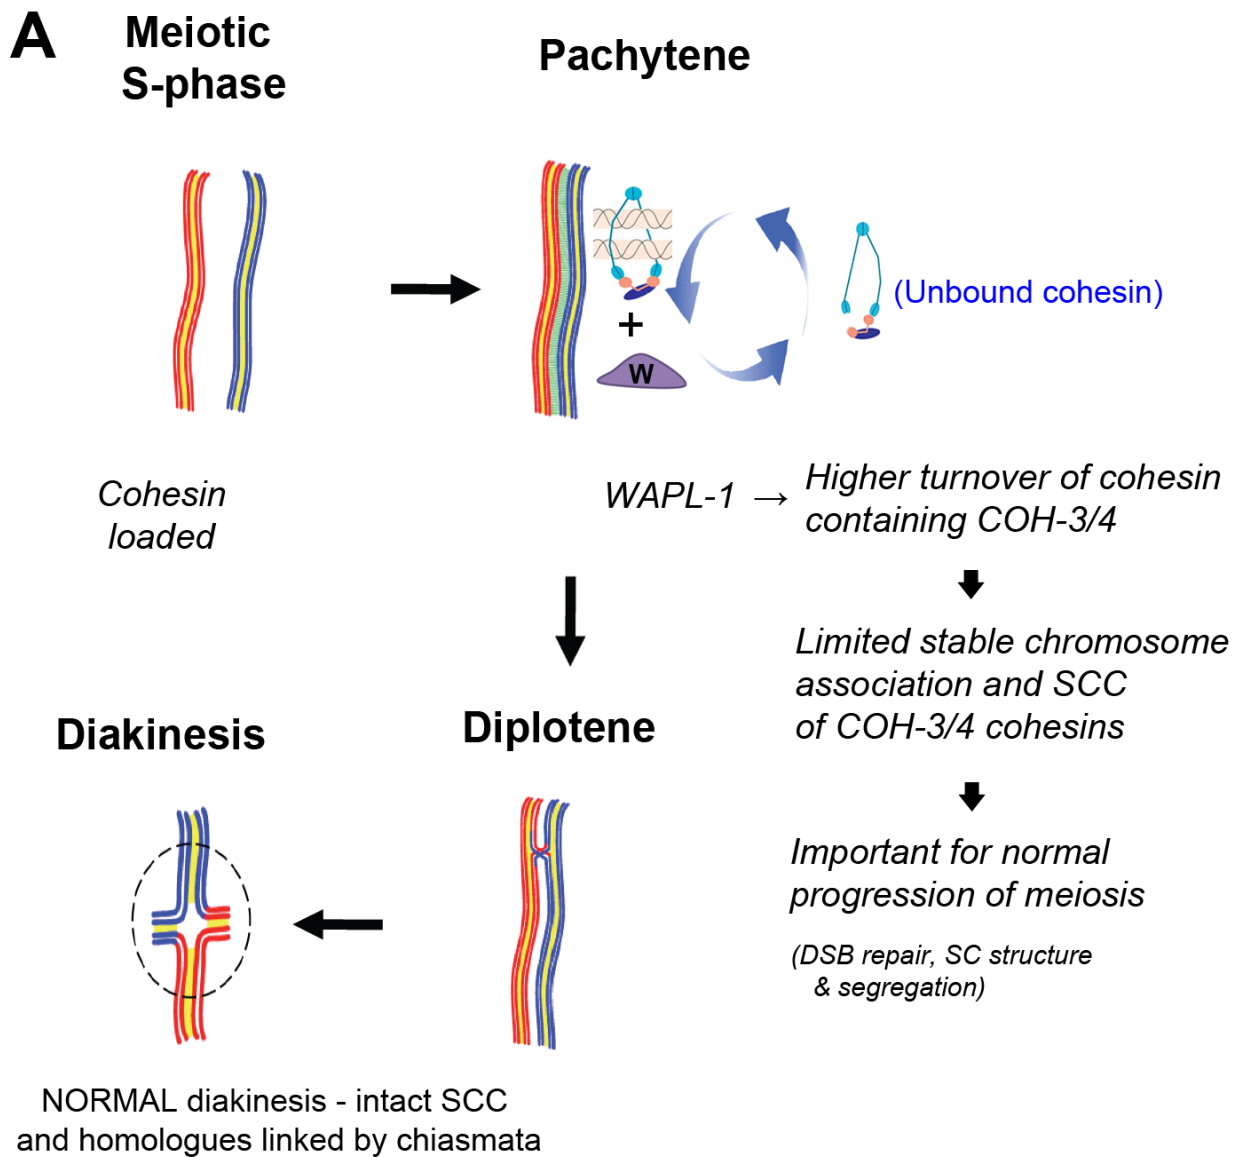 A
Meiotic
S-phase
Pachytene
(Unbound cohesin)
+
W
Cohesin
loaded
WAPL-1 →
Higher turnover of cohesin
containing COH-3/4
Limited stable chromosome
association and SCC
of COH-3/4 cohesins
Diakinesis
Diplotene
Important for normal
progression of meiosis
(DSB repair, SC structure
& segregation)
NORMAL diakinesis - intact SCC
and homologues linked by chiasmata